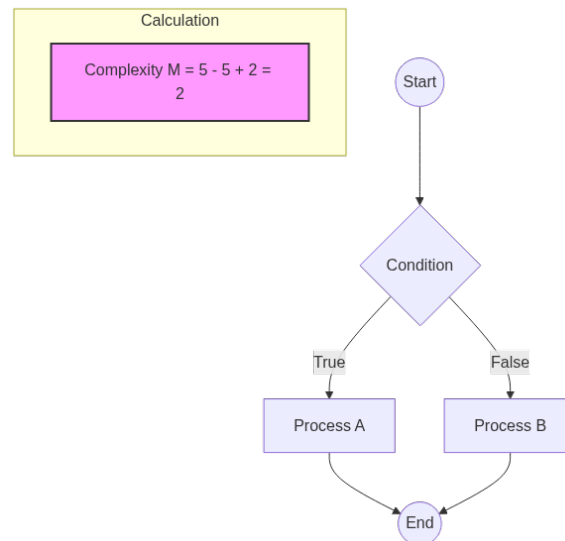 Calculation
Complexity M = 5 - 5 + 2 =
2
Start
Condition
True
False
Process A
Process B
End